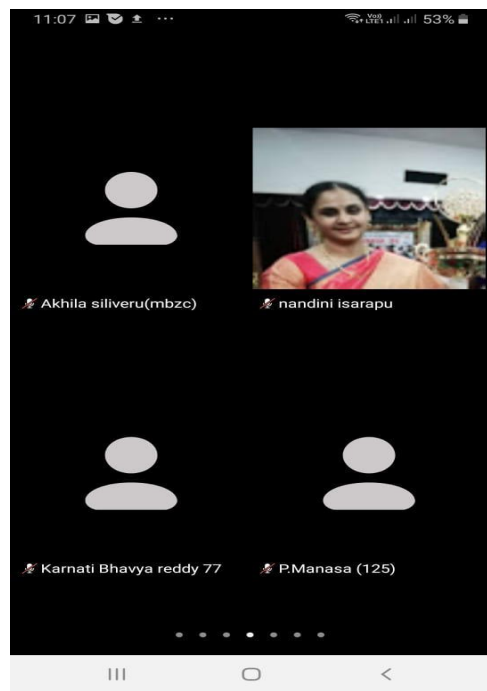 11:07 53%
Akhila siliveru(mbzc)
nandini isarapu
Karnati Bhavya reddy 77
P.Manasa (125)